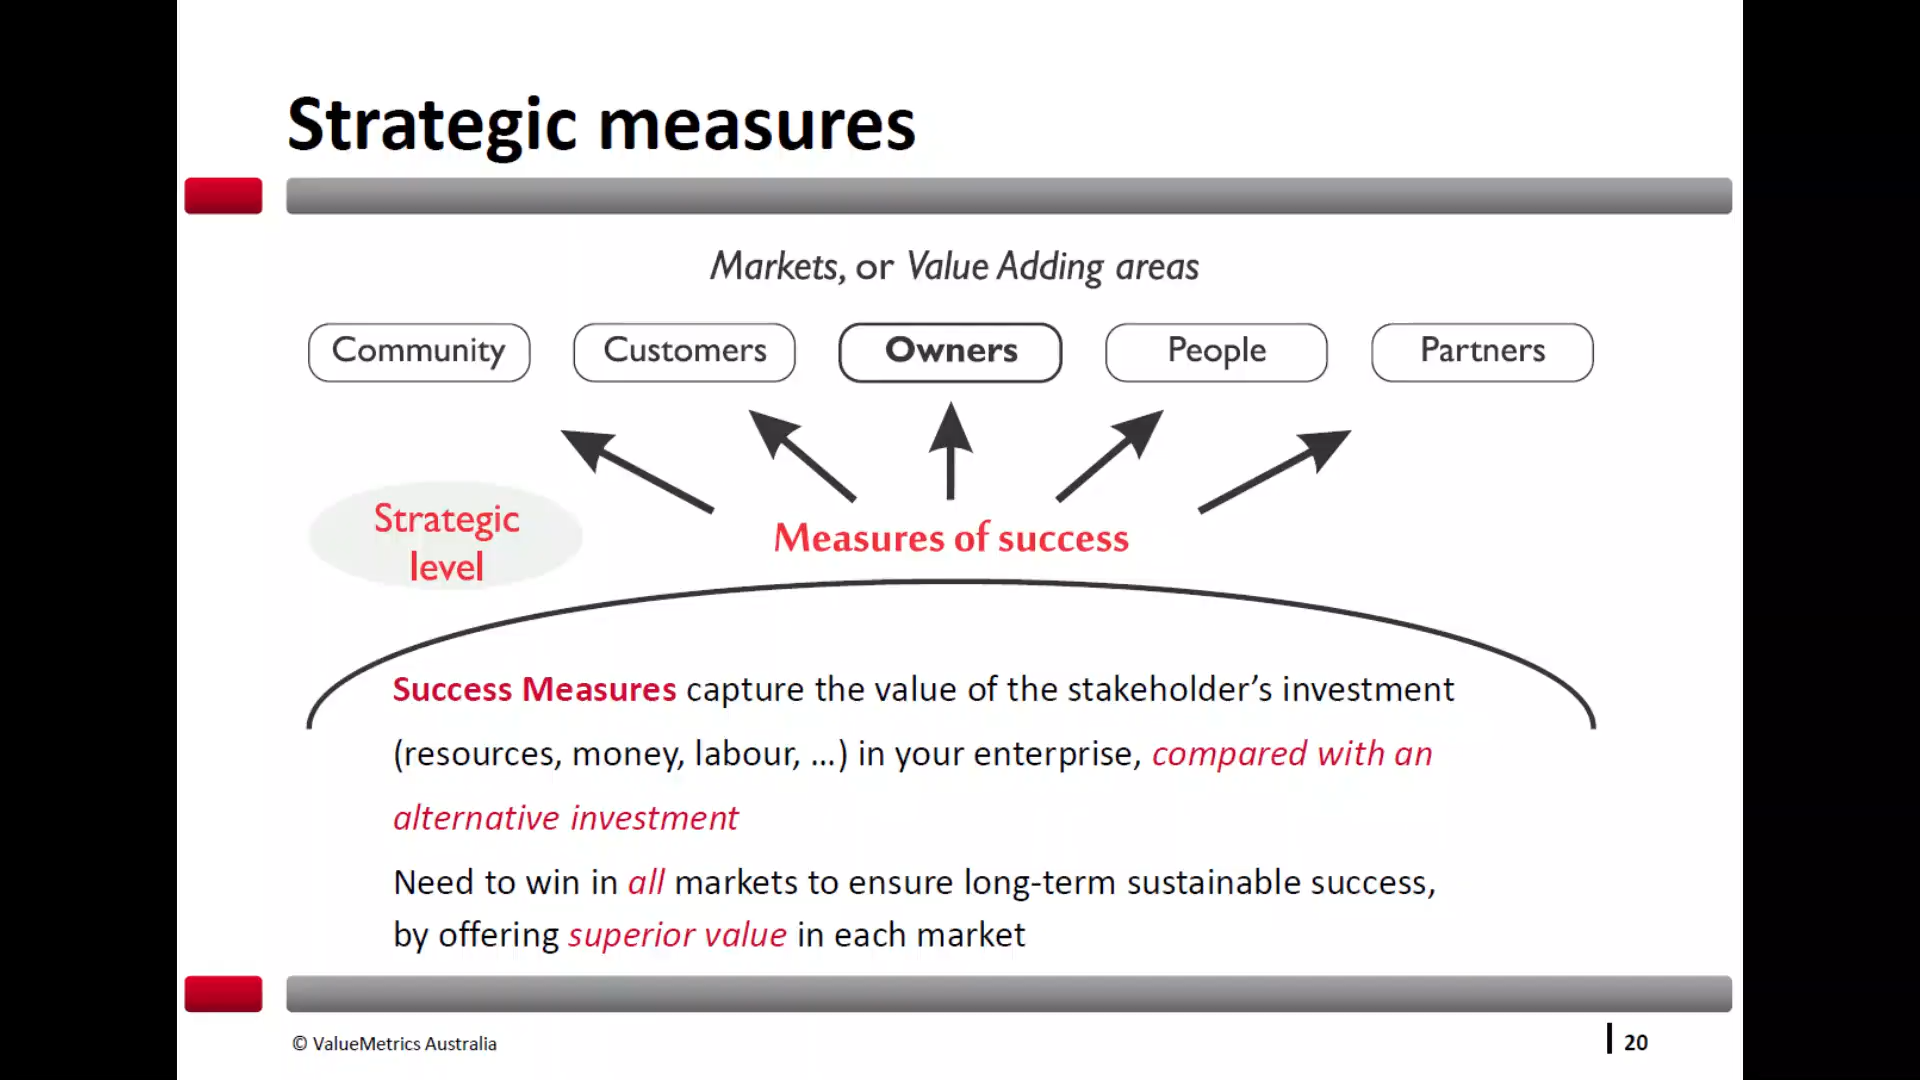 Strategic measures
Markets, or Value Adding areas
Community
Customers
Owners
People
Partners
Strategic
level
Measures of success
Success Measures capture the value of the stakeholder’s investment
(resources, money, labour, ...) in your enterprise, compared with an
alternative investment
Need to win in all markets to ensure long-term sustainable success,
by offering superior value in each market
© ValueMetrics Australia
20